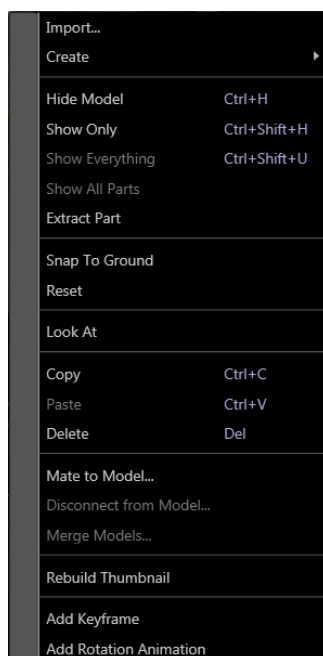 Import...
Create
Hide Model Ctrl+H
Show Only Ctrl+Shift+H
Show Everything Ctrl+Shift+U
Show All Parts
Extract Part
Snap To Ground
Reset
Look At
Copy Ctrl+C
Paste Ctrl+V
Delete Del
Mate to Model...
Disconnect from Model...
Merge Models...
Rebuild Thumbnail
Add Keyframe
Add Rotation Animation